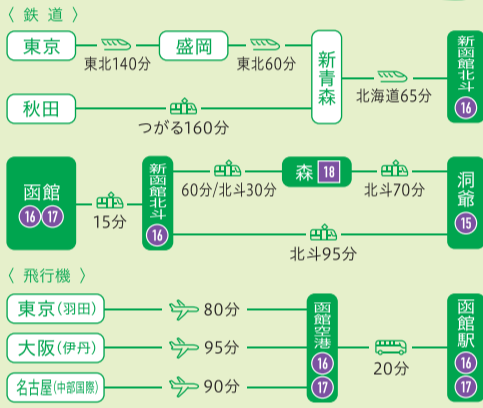 〈 鉄 道 〉
東京
東北140分
盛岡
東北60分
新青森
北海道65分
新函館北斗
16
秋田
つがる160分
函館
16 17
15分
新函館北斗
16
60分/北斗30分
森 18
北斗70分
洞爺
15
北斗95分
〈 飛行機 〉
東京(羽田)
80分
大阪(伊丹)
95分
名古屋(中部国際)
90分
函館空港
16
17
20分
函館駅
16
17